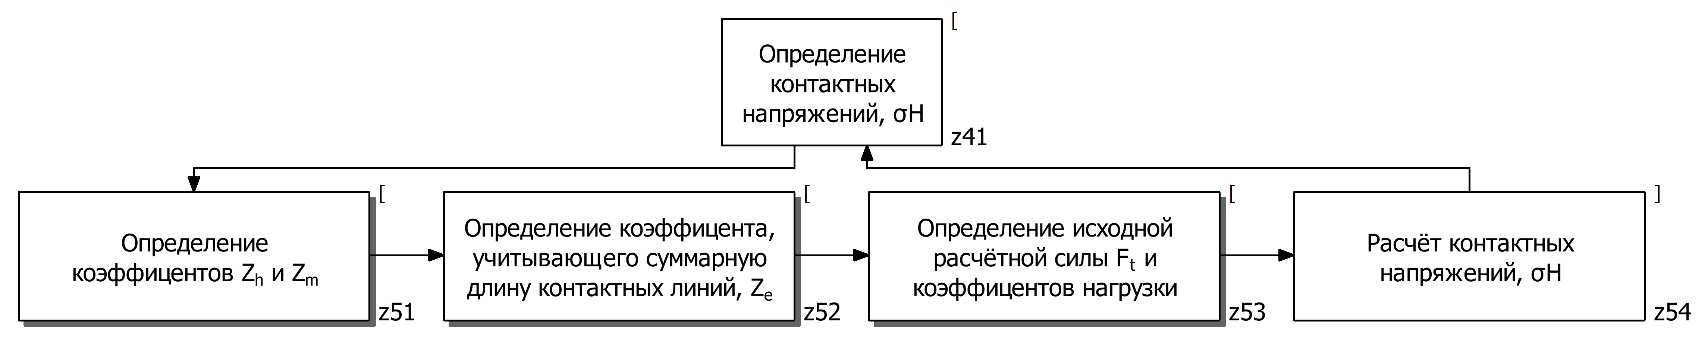 [
Определение
контактных
напряжений, σH
z41
[
Определение
коэффицентов Zh и Zm
z51
[
Определение коэффицента,
учитывающего суммарную
длину контактных линий, Ze
z52
[
Определение исходной
расчётной силы Ft и
коэффицентов нагрузки
z53
]
Расчёт контактных
напряжений, σH
z54